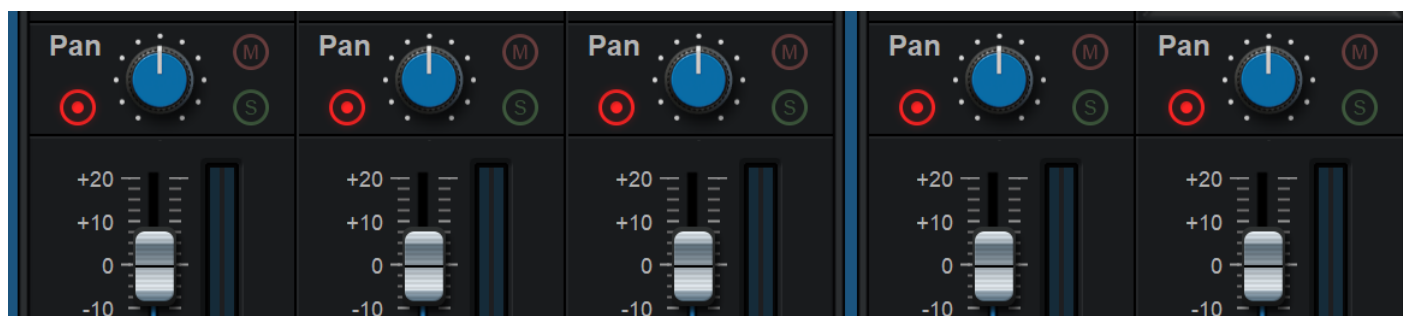 Pan M Pan M Pan M Pan M Pan M
S S S S S
+20 +20 +20 +20 +20
+10 +10 +10 +10 +10
0 0 0 0 0
-10 -10 -10 -10 -10